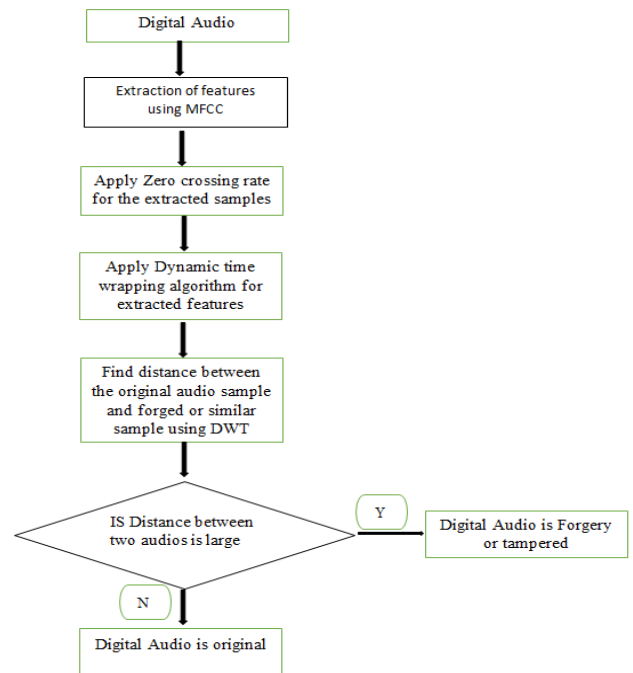 Digital Audio
Extraction of features
using MFCC
Apply Zero crossing rate
for the extracted samples
Apply Dynamic time
wrapping algorithm for
extracted features
Find distance between
the original audio sample
and forged or similar
sample using DWT
IS Distance between
two audios is large
Y
Digital Audio is Forgery
or tampered
N
Digital Audio is original